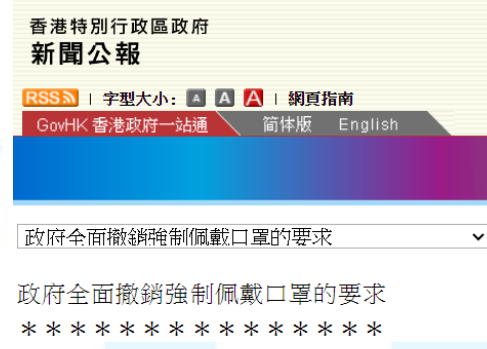 香港特別行政區政府
新聞公報
RSS | 字型大小: A A A | 網頁指南
GovHK 香港政府一站通 简体版 English
政府全面撤銷強制佩戴口罩的要求
政府全面撤銷強制佩戴口罩的要求
＊＊＊＊＊＊＊＊＊＊＊＊＊＊＊